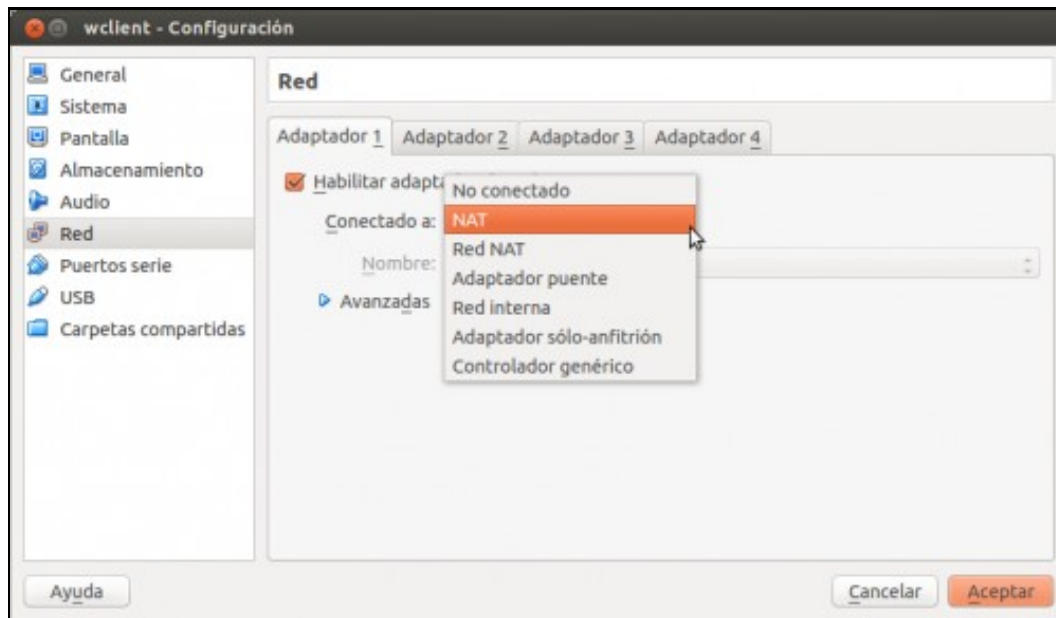 wclient - Configuración
General
Sistema
Pantalla
Almacenamiento
Audio
Red
Puertos serie
USB
Carpetas compartidas
Red
Adaptador 1 Adaptador 2 Adaptador 3 Adaptador 4
Habilitar
Conectado a:
Nombre:
Avanzadas
No conectado
NAT
Red NAT
Adaptador puente
Red interna
Adaptador sólo-anfitrión
Controlador genérico
Ayuda Cancelar Aceptar